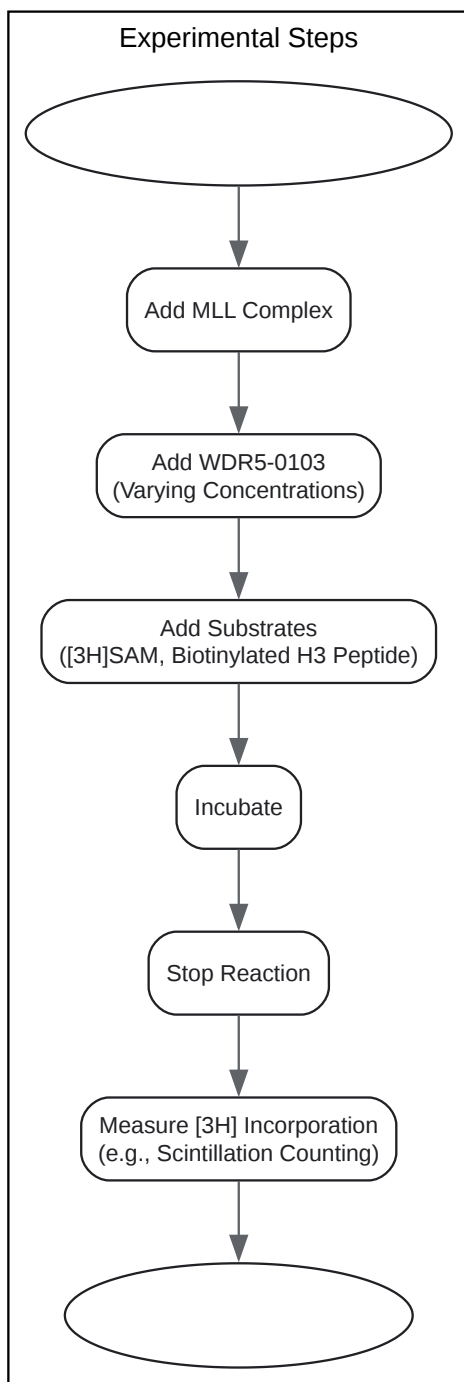 Experimental Steps
Add MLL Complex
Add WDR5-0103
(Varying Concentrations)
Add Substrates
([3H]SAM, Biotinylated H3 Peptide)
Incubate
Stop Reaction
Measure [3H] Incorporation
(e.g., Scintillation Counting)